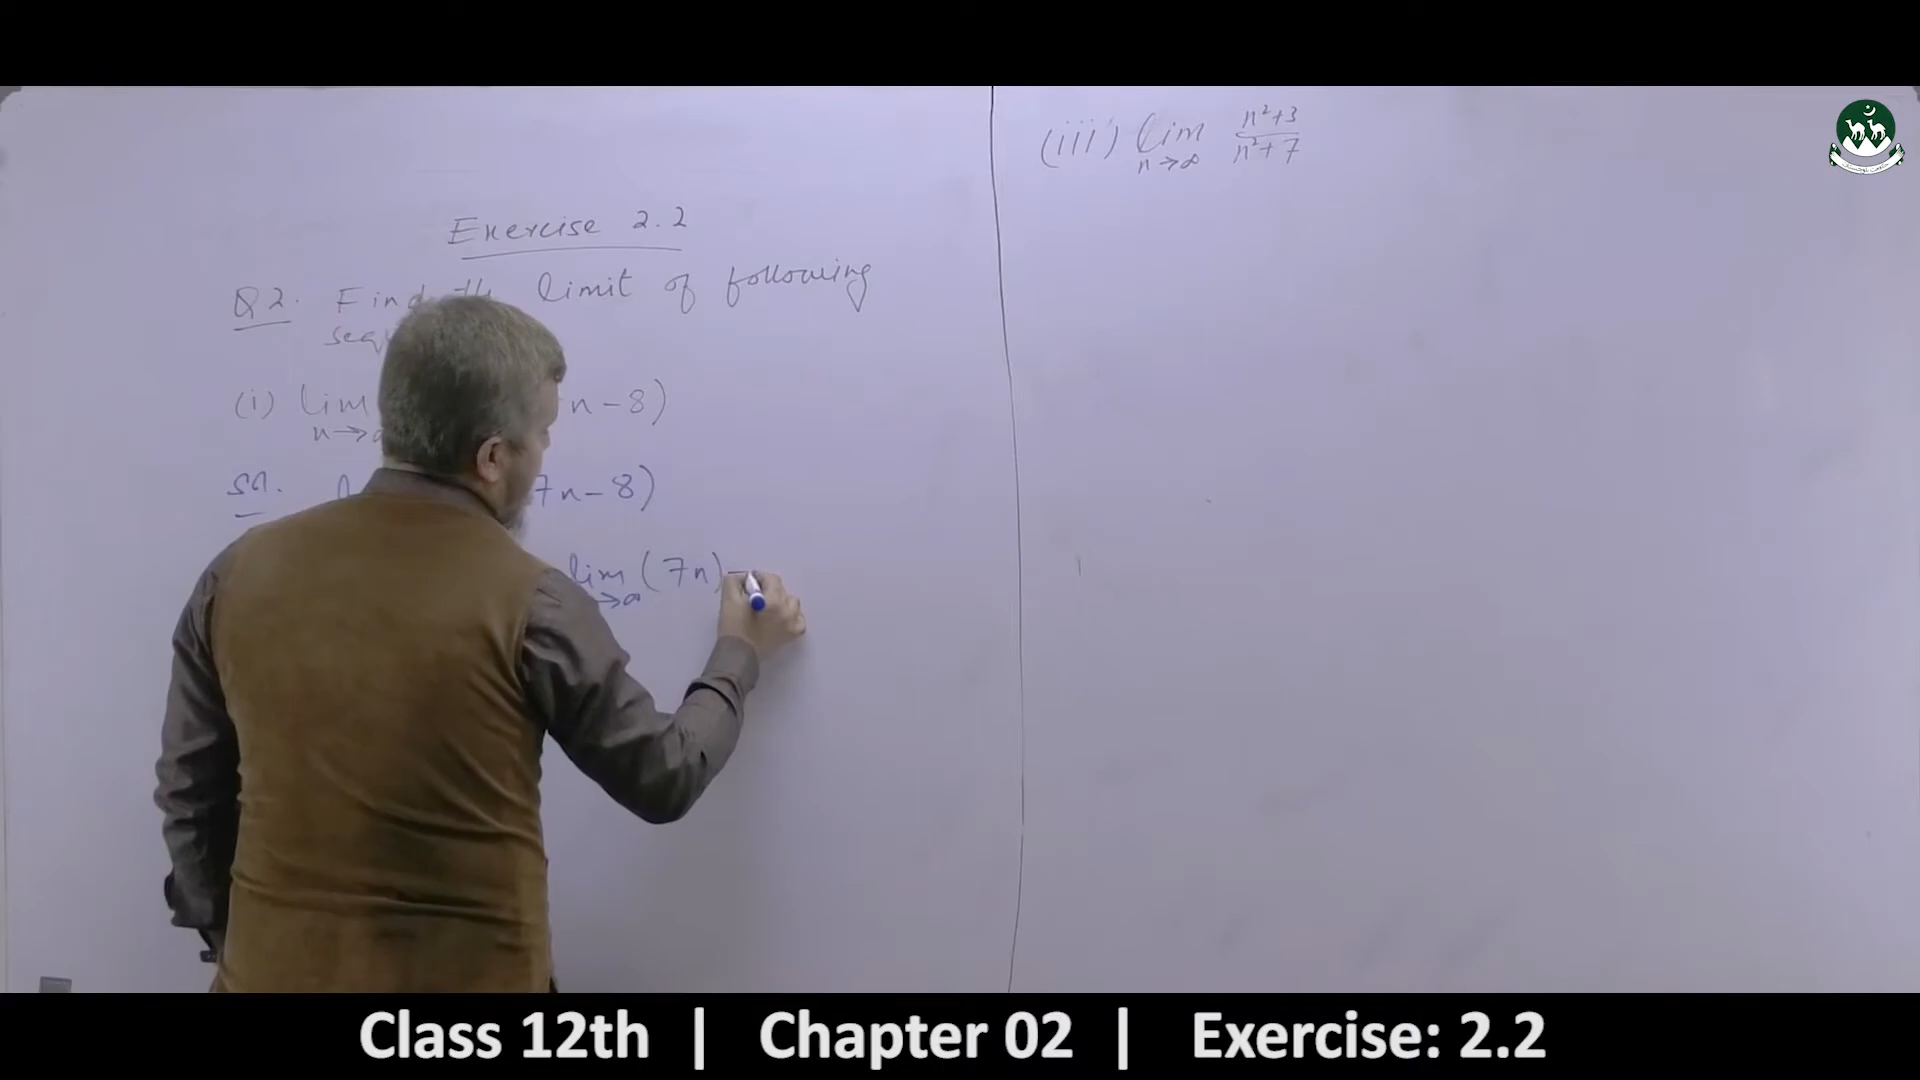 Exercise 2.2
Q2. Find the limit of following
(i) lim n - 8)
n →
Sol. 7n - 8)
lim (7n) -
→
(iii) lim n²+3
n → ∞ n²+7
Class 12th | Chapter 02 | Exercise: 2.2